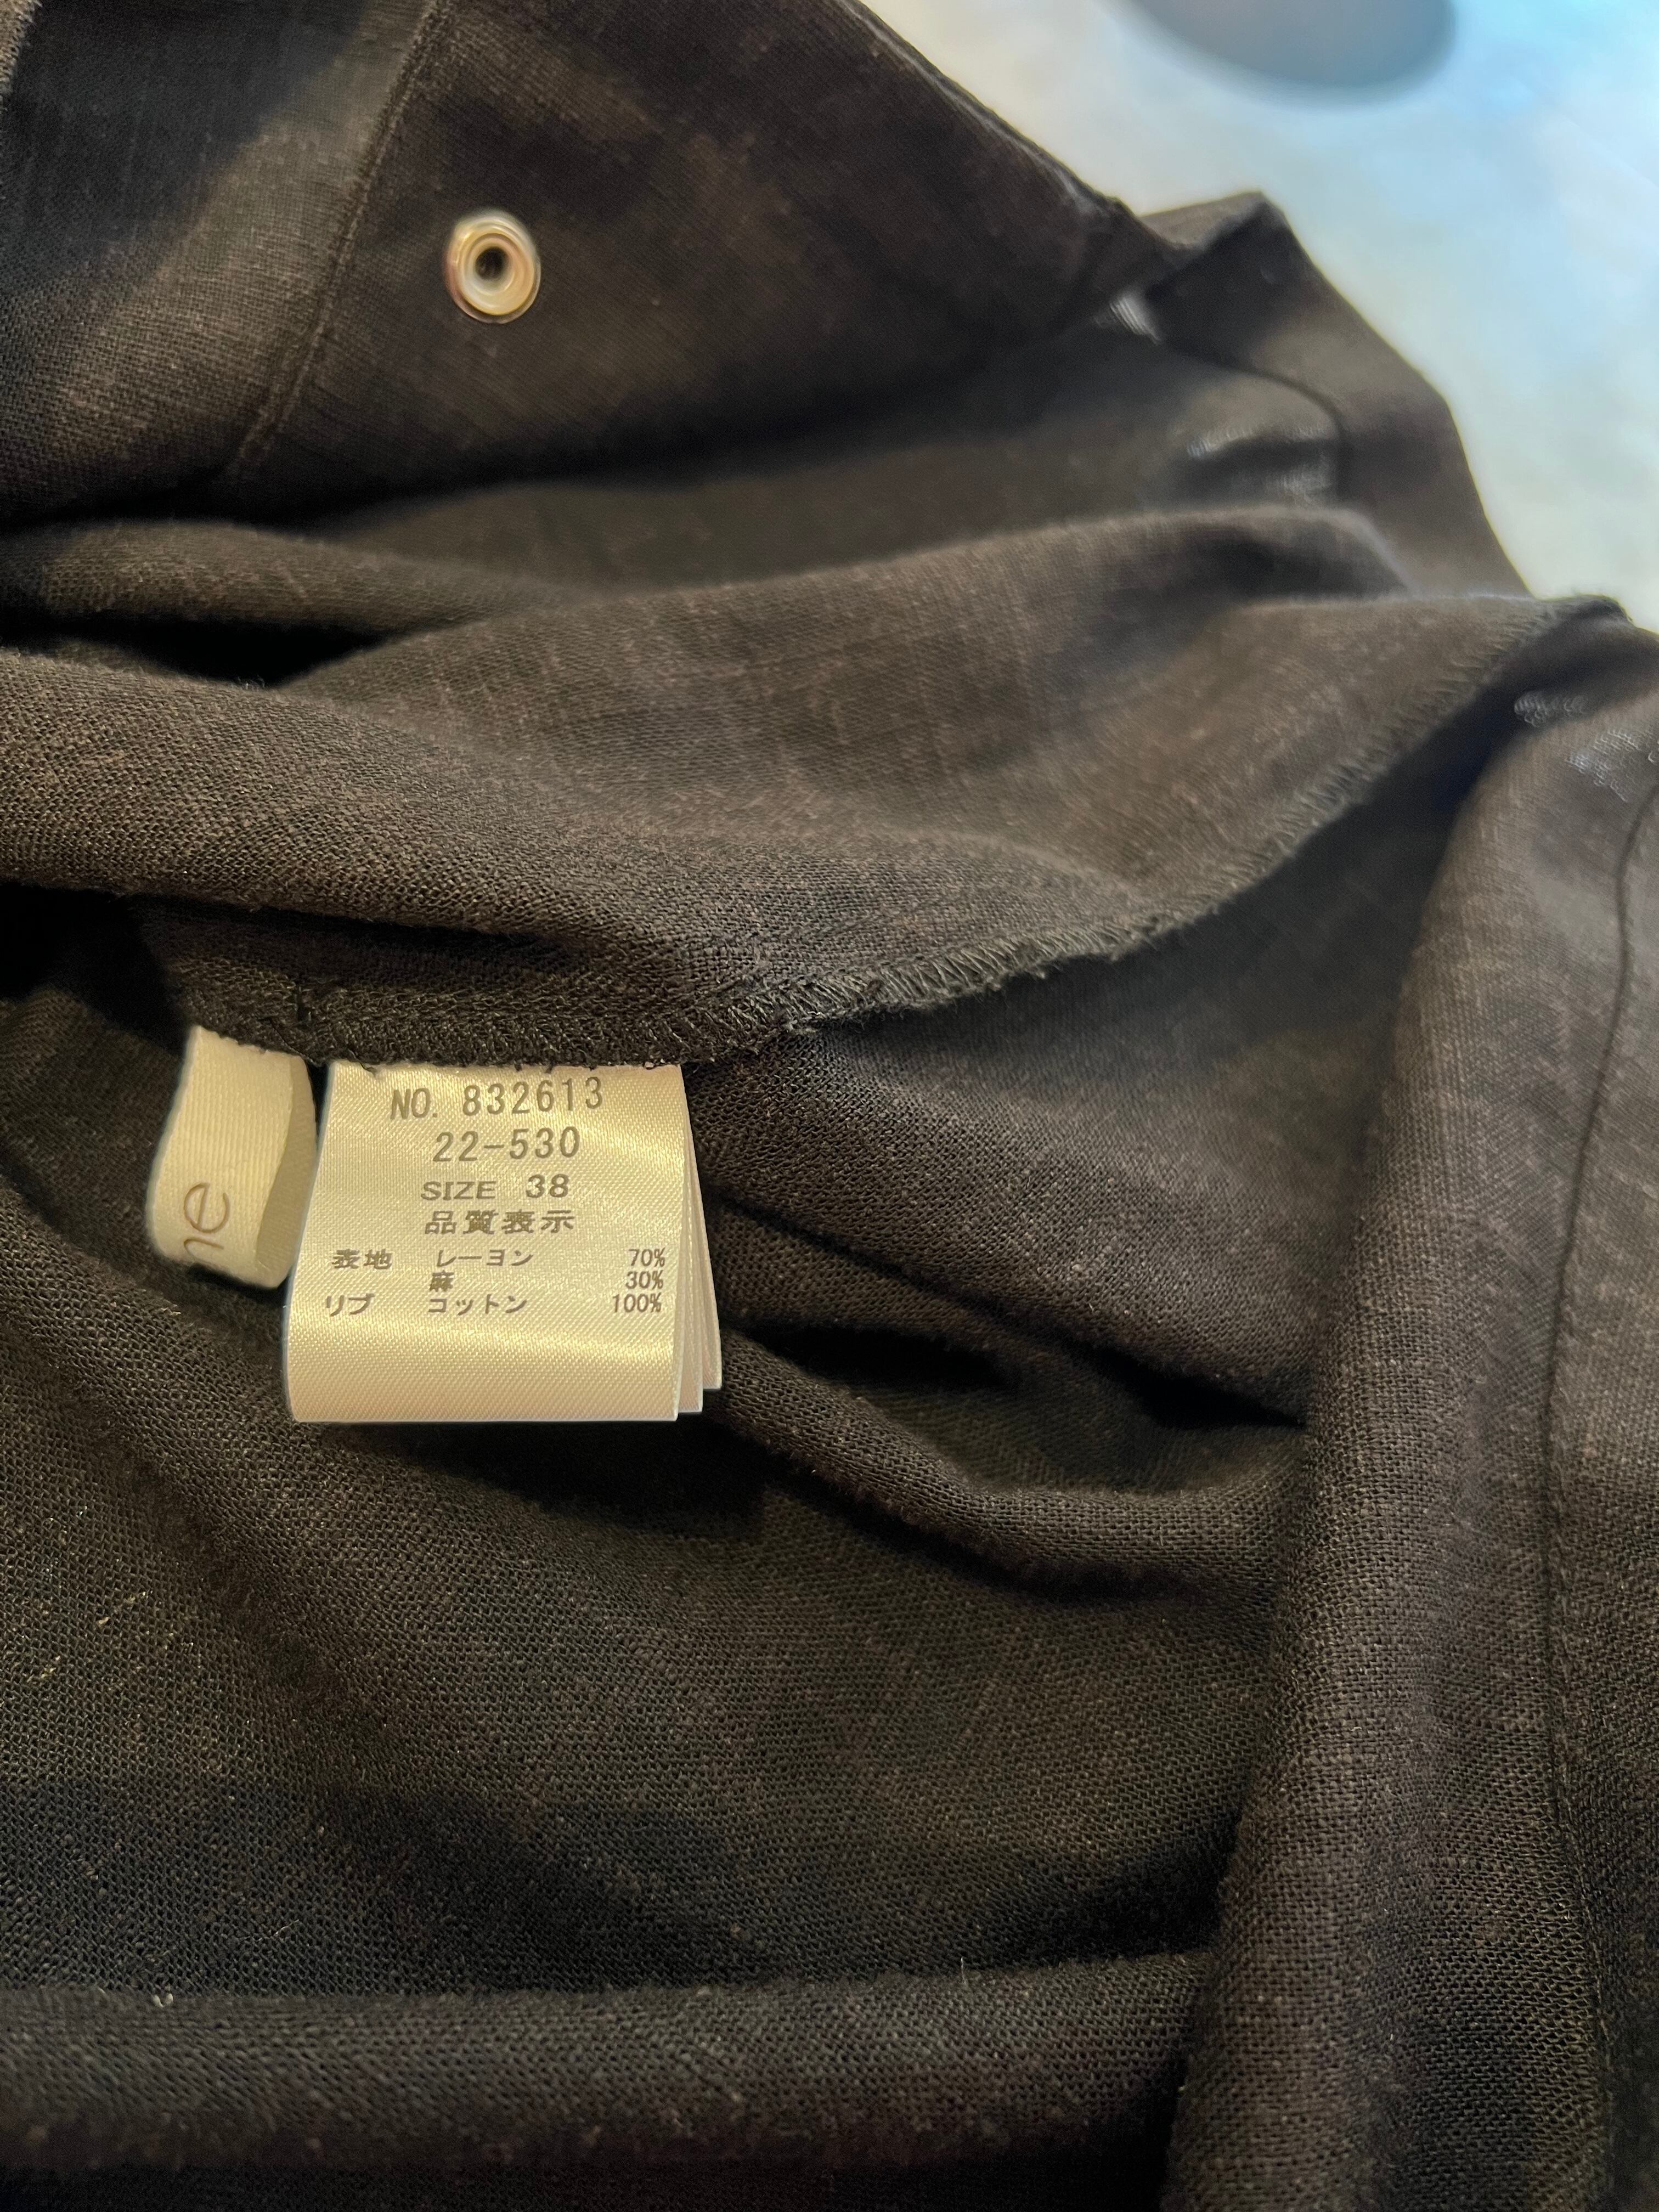 NO. 832613
22-530
SIZE 38
品質表示
表地 レーヨン 70%
麻 30%
リブ コットン 100%
ne